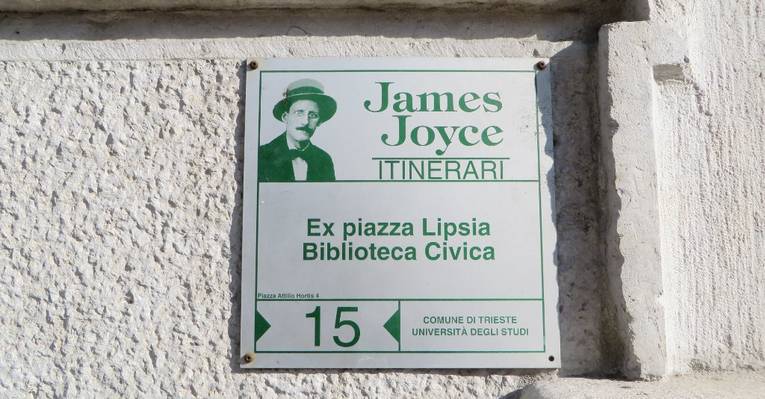 James
Joyce
ITINERARI
Ex piazza Lipsia
Biblioteca Civica
Piazza Attilio Hortis 4
15
COMUNE DI TRIESTE
UNIVERSITÀ DEGLI STUDI